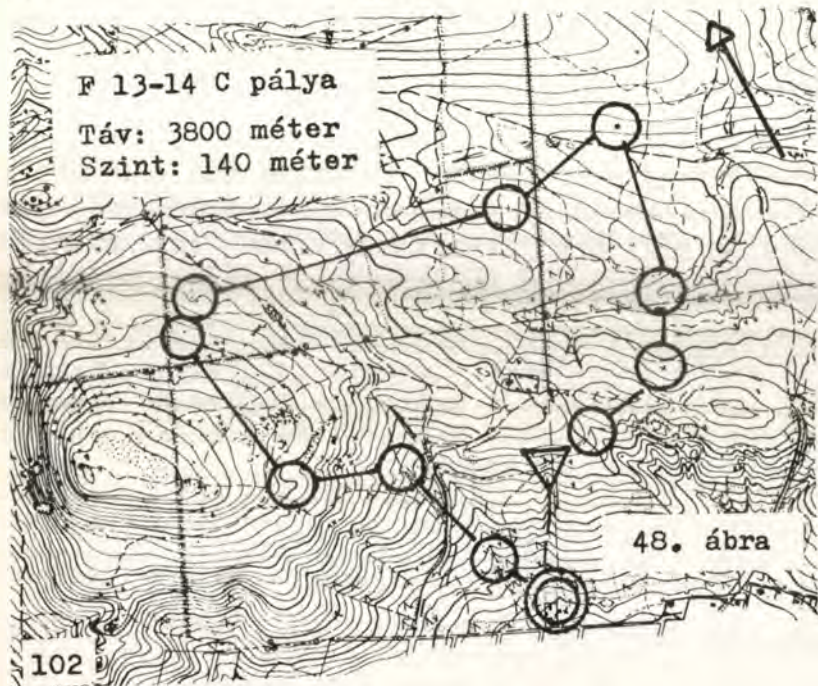 F 13-14 C pálya
Táv: 3800 méter
Szint: 140 méter
48. ábra
102